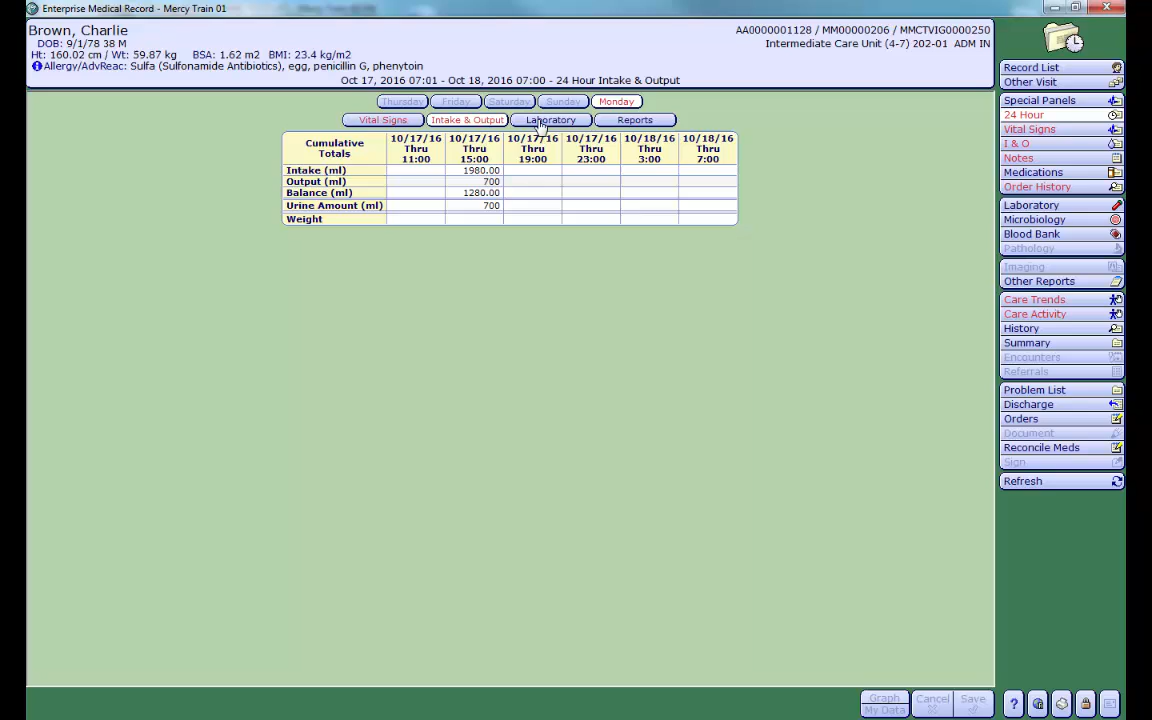 Enterprise Medical Record - Mercy Train 01
Brown, Charlie
DOB: 9/1/78 38 M
Ht: 160.02 cm / Wt: 59.87 kg BSA: 1.62 m2 BMI: 23.4 kg/m2
Allergy/AdvReac: Sulfa (Sulfonamide Antibiotics), egg, penicillin G, phenytoin
AA0000001128 / MM00000206 / MMCTVIG0000250
Intermediate Care Unit (4-7) 202-01 ADM IN
Oct 17, 2016 07:01 - Oct 18, 2016 07:00 - 24 Hour Intake & Output
Thursday Friday Saturday Sunday Monday
Vital Signs Intake & Output Laboratory Reports
Cumulative Totals
10/17/16 Thru 11:00
10/17/16 Thru 15:00
10/17/16 Thru 19:00
10/17/16 Thru 23:00
10/18/16 Thru 3:00
10/18/16 Thru 7:00
Intake (ml) 1980.00
Output (ml) 700
Balance (ml) 1280.00
Urine Amount (ml) 700
Weight
Record List
Other Visit
Special Panels
24 Hour
Vital Signs
I & O
Notes
Medications
Order History
Laboratory
Microbiology
Blood Bank
Pathology
Imaging
Other Reports
Care Trends
Care Activity
History
Summary
Encounters
Referrals
Problem List
Discharge
Orders
Document
Reconcile Meds
Sign
Refresh
Graph My Data
Cancel
Save
?